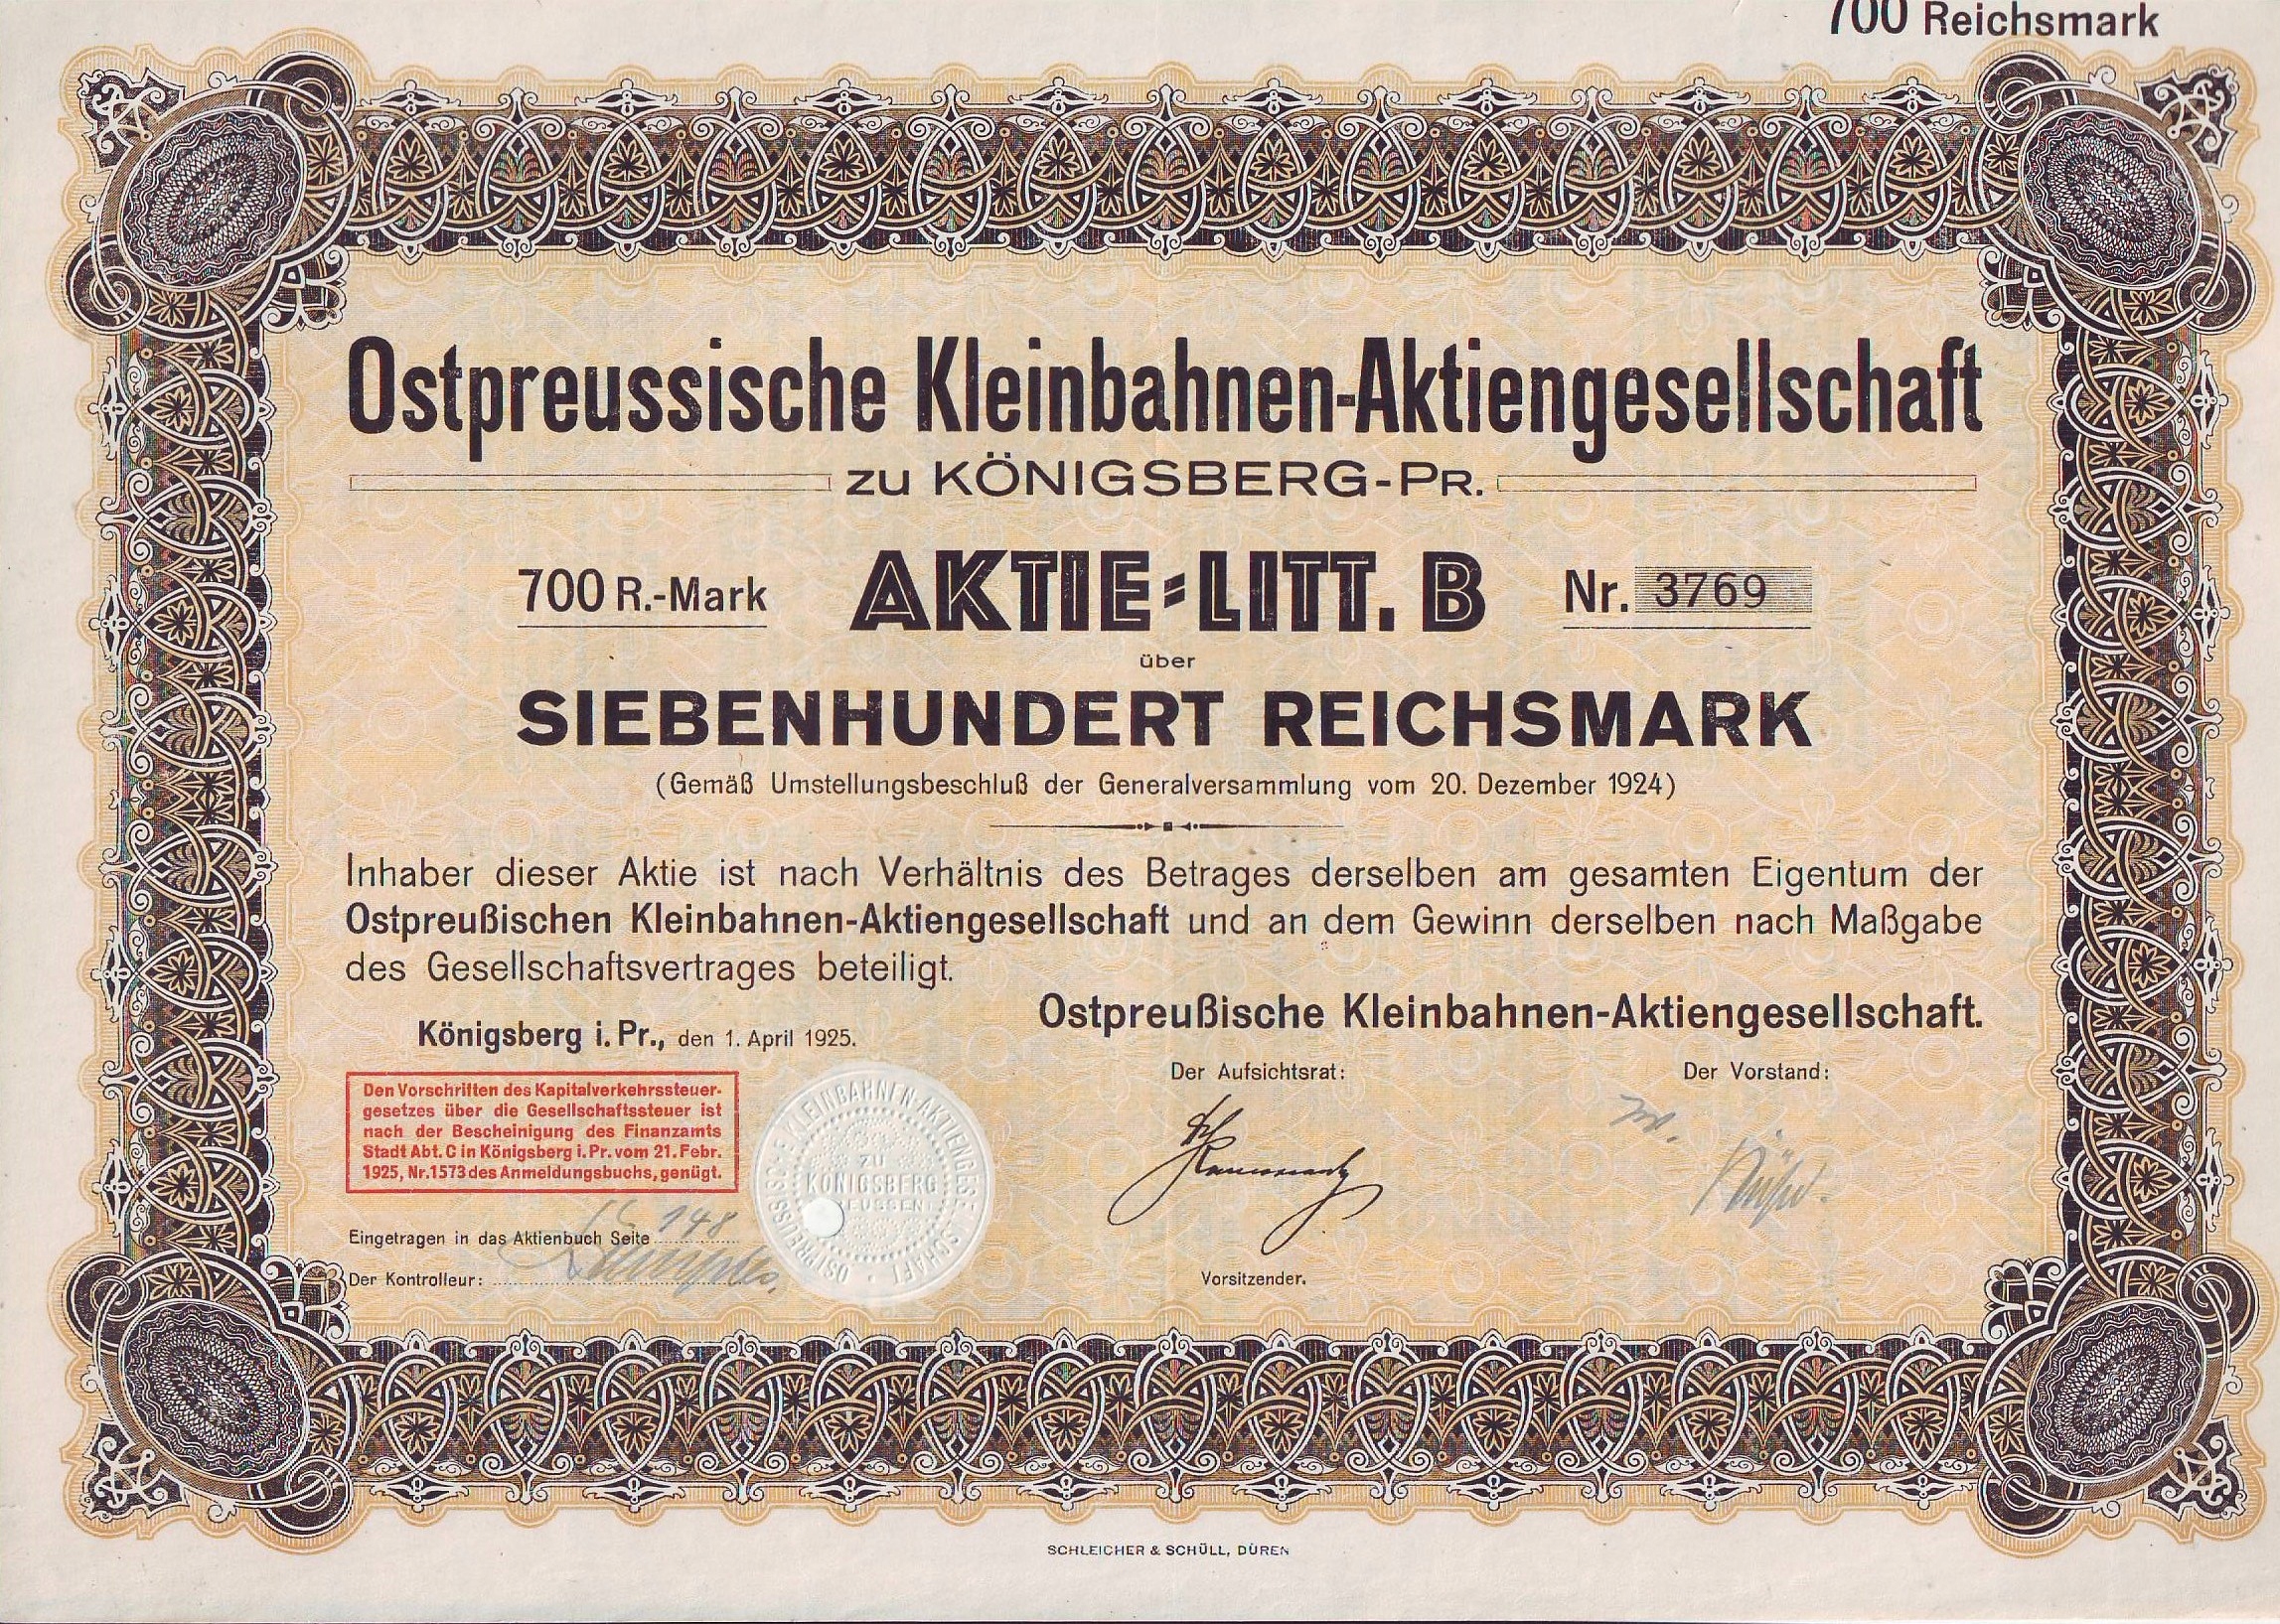 700 Reichsmark
Ostpreussische Kleinbahnen-Aktiengesellschaft
zu KÖNIGSBERG-PR.
700 R.-Mark AKTIE-LITT. B Nr. 3769
über
SIEBENHUNDERT REICHSMARK
(Gemäß Umstellungsbeschluß der Generalversammlung vom 20. Dezember 1924)
Inhaber dieser Aktie ist nach Verhältnis des Betrages derselben am gesamten Eigentum der
Ostpreußischen Kleinbahnen-Aktiengesellschaft und an dem Gewinn derselben nach Maßgabe
des Gesellschaftsvertrages beteiligt.
Ostpreußische Kleinbahnen-Aktiengesellschaft.
Königsberg i. Pr., den 1. April 1925.
Der Aufsichtsrat: Der Vorstand:
Den Vorschriften des Kapitalverkehrssteuer-
gesetzes über die Gesellschaftssteuer ist
nach der Bescheinigung des Finanzamts
Stadt Abt. C in Königsberg i. Pr. vom 21. Febr.
1925, Nr. 1573 des Anmeldungsbuchs, genügt.
KLEINBAHNEN-AKTIENGESELLSCHAFT
ZU
KÖNIGSBERG
Eingetragen in das Aktienbuch Seite 148
Der Kontrolleur:
Vorsitzender.
SCHLEICHER & SCHÜLL, DÜREN